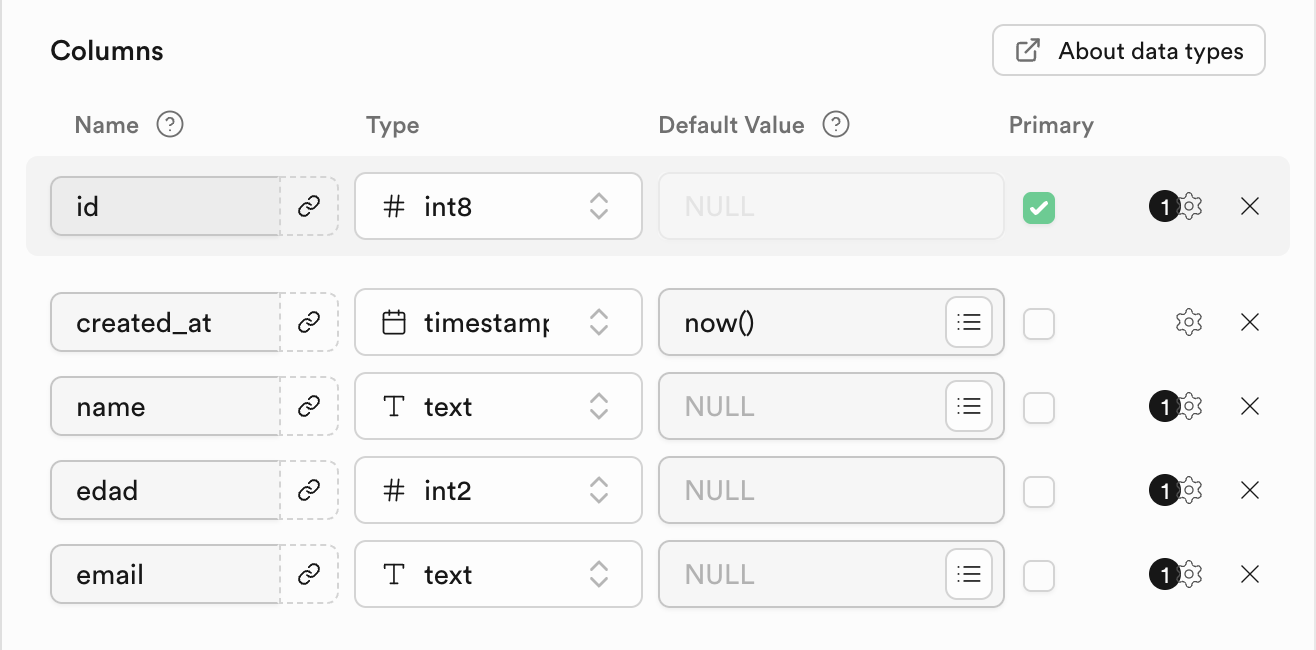 Columns
About data types
Name ? Type Default Value ? Primary
id # int8 NULL 1
created_at timestamp now()
name T text NULL 1
edad # int2 NULL 1
email T text NULL 1